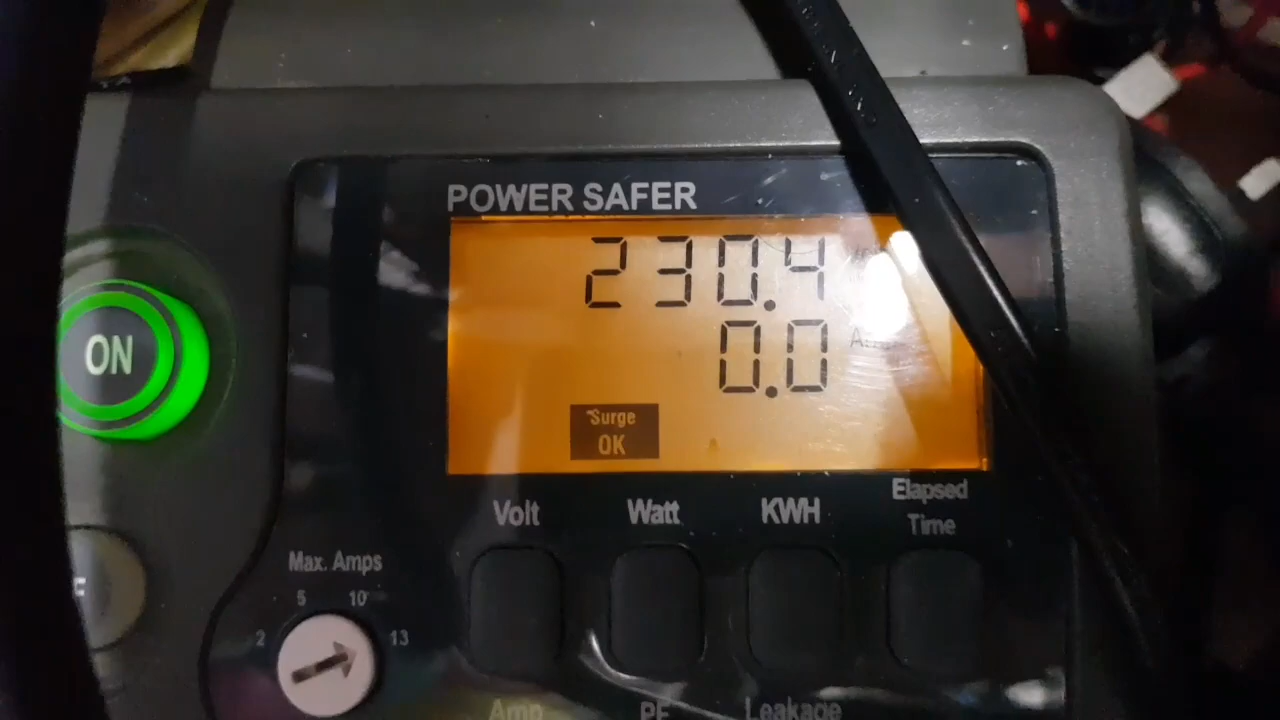 POWER SAFER
230.4
0.0
Surge
OK
ON
Volt
Watt
KWH
Elapsed
Time
Max. Amps
5
10
2
13
Amp
PF
Leakage